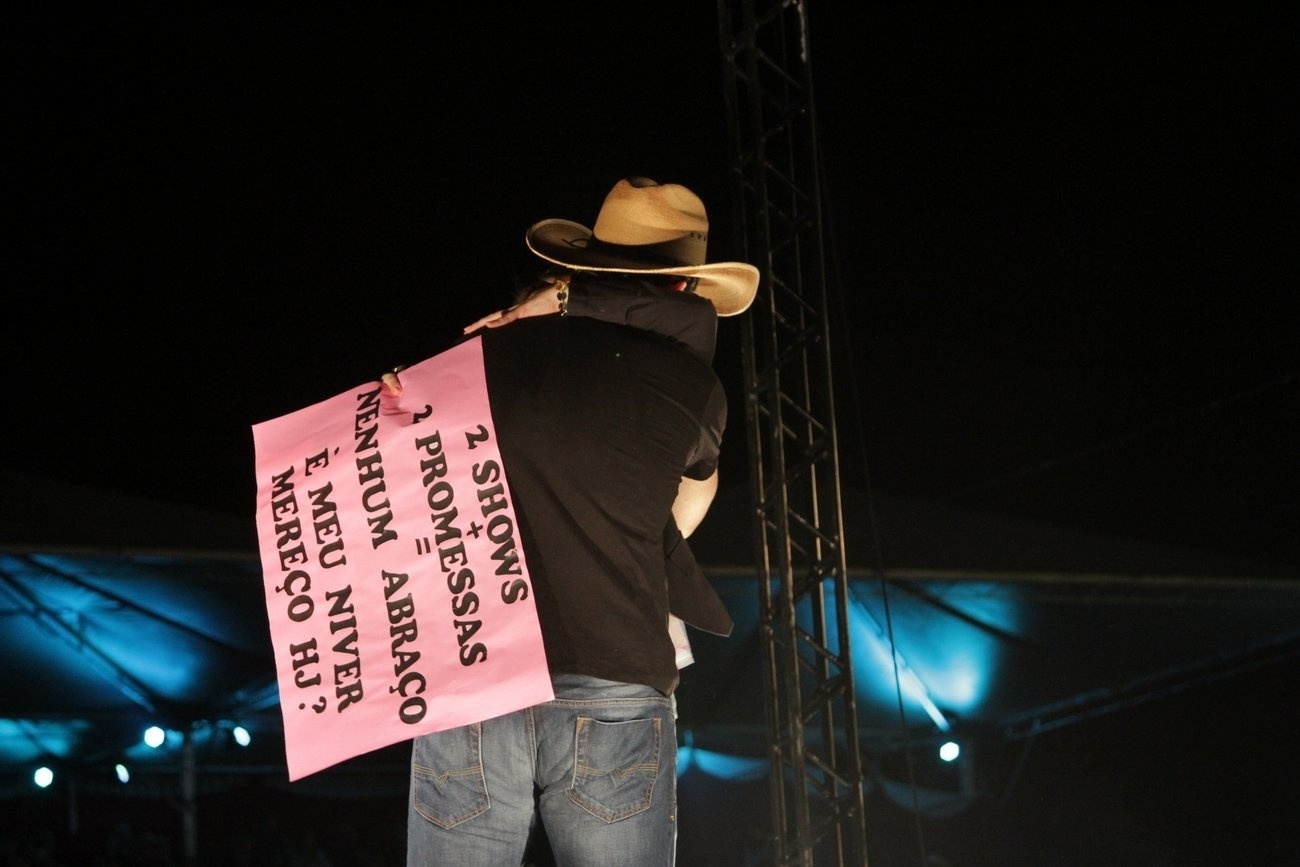 2 SHOWS
+
2 PROMESSAS
=
NENHUM ABRAÇO
È MEU NIVER
MEREÇO HJ?